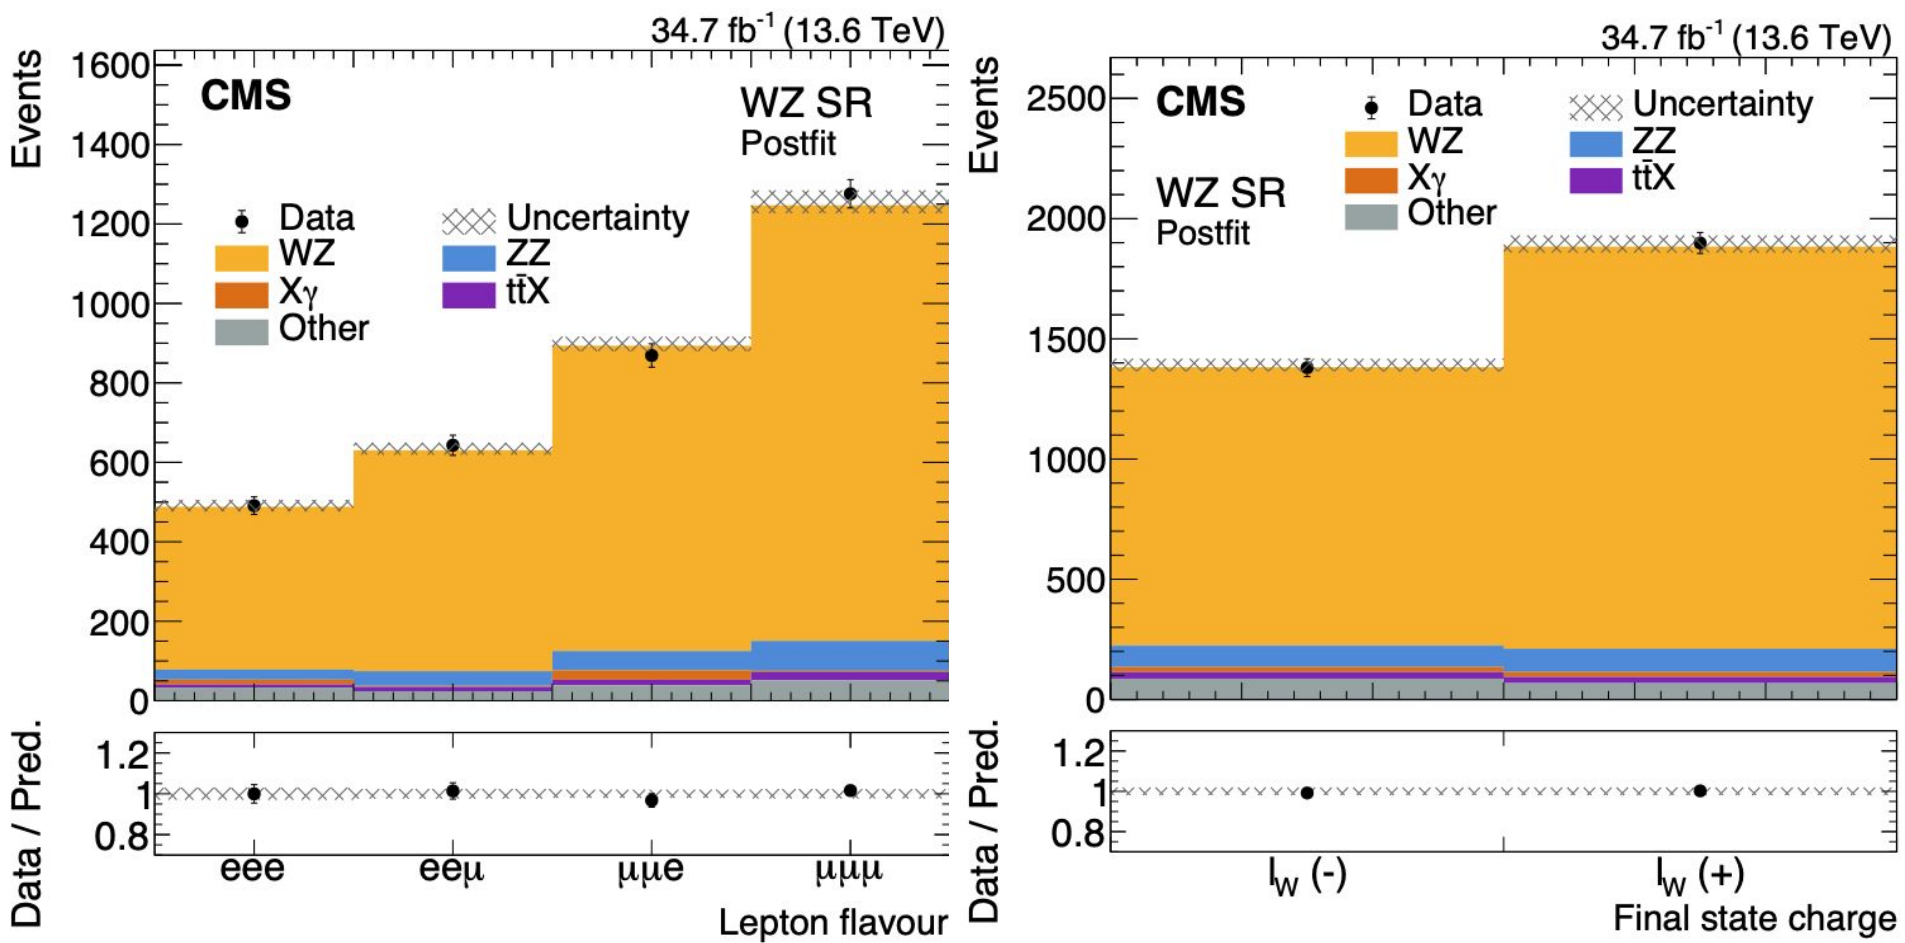 34.7 fb⁻¹ (13.6 TeV)
Events
1600
1400
1200
1000
800
600
400
200
0
CMS
WZ SR
Postfit
Data
Uncertainty
WZ
ZZ
Xγ
tt̄X
Other
Data / Pred.
1.2
1
0.8
eee
eeμ
μμe
μμμ
Lepton flavour
34.7 fb⁻¹ (13.6 TeV)
Events
2500
2000
1500
1000
500
0
CMS
WZ SR
Postfit
Data
Uncertainty
WZ
ZZ
Xγ
tt̄X
Other
Data / Pred.
1.2
1
0.8
l_W (-)
l_W (+)
Final state charge